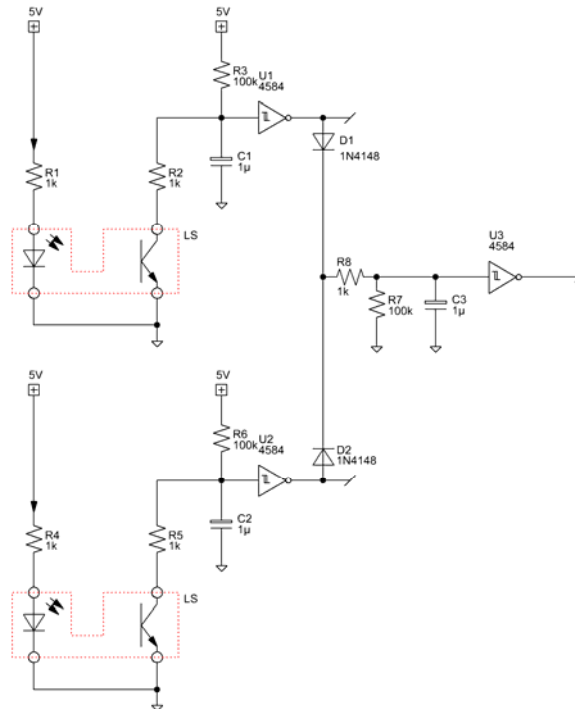 5V
5V
R3
100k
U1
4584
D1
1N4148
R1
1k
R2
1k
C1
1µ
LS
U3
4584
R8
1k
R7
100k
C3
1µ
5V
5V
R6
100k
U2
4584
D2
1N4148
R4
1k
R5
1k
C2
1µ
LS